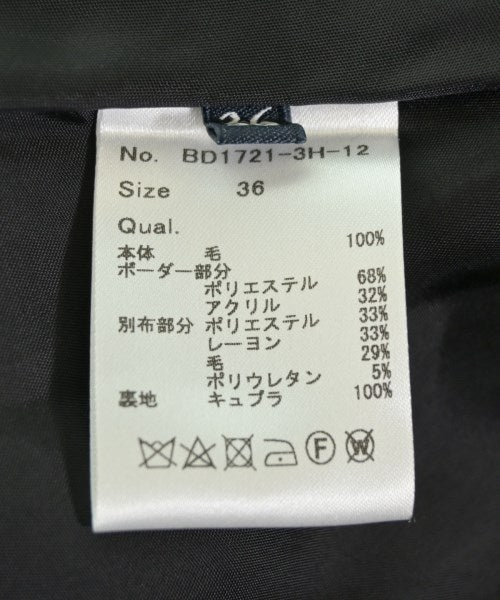 36
No. BD1721-3H-12
Size 36
Qual.
本体 毛 100%
ボーダー部分
ポリエステル 68%
アクリル 32%
別布部分 ポリエステル 33%
レーヨン 33%
毛 29%
ポリウレタン 5%
裏地 キュプラ 100%
F W